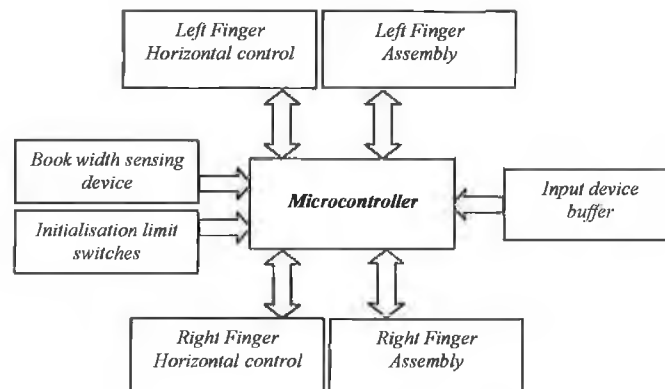 Left Finger
Horizontal control
Left Finger
Assembly
Book width sensing
device
Microcontroller
Input device
buffer
Initialisation limit
switches
Right Finger
Horizontal control
Right Finger
Assembly